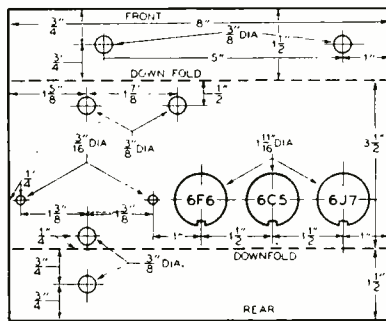 FRONT
8"
3/4"
3/8" DIA
1 1/2"
3/4"
5"
1"
DOWN FOLD
1 5/8"
1 7/8"
1/2"
3/16" DIA
3/8" DIA
1 11/16" DIA
3 1/2"
1/4"
6F6
6C5
6J7
1 3/8"
1 3/8"
1"
1 1/2"
1 1/2"
1"
1/4"
DOWNFOLD
3/4"
3/8" DIA.
1 1/2"
3/4"
REAR